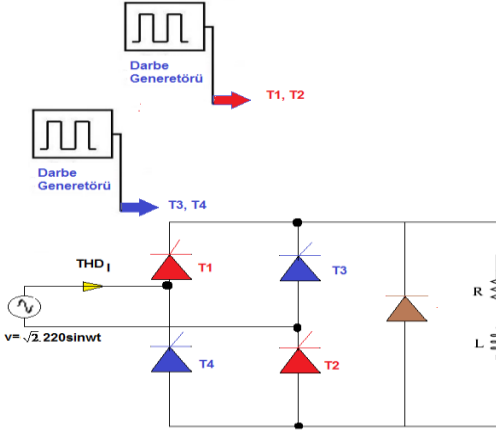 Darbe
Generetörü
T1, T2
Darbe
Generetörü
T3, T4
THD I
T1
T3
R
v= √2.220sinwt
L
T4
T2